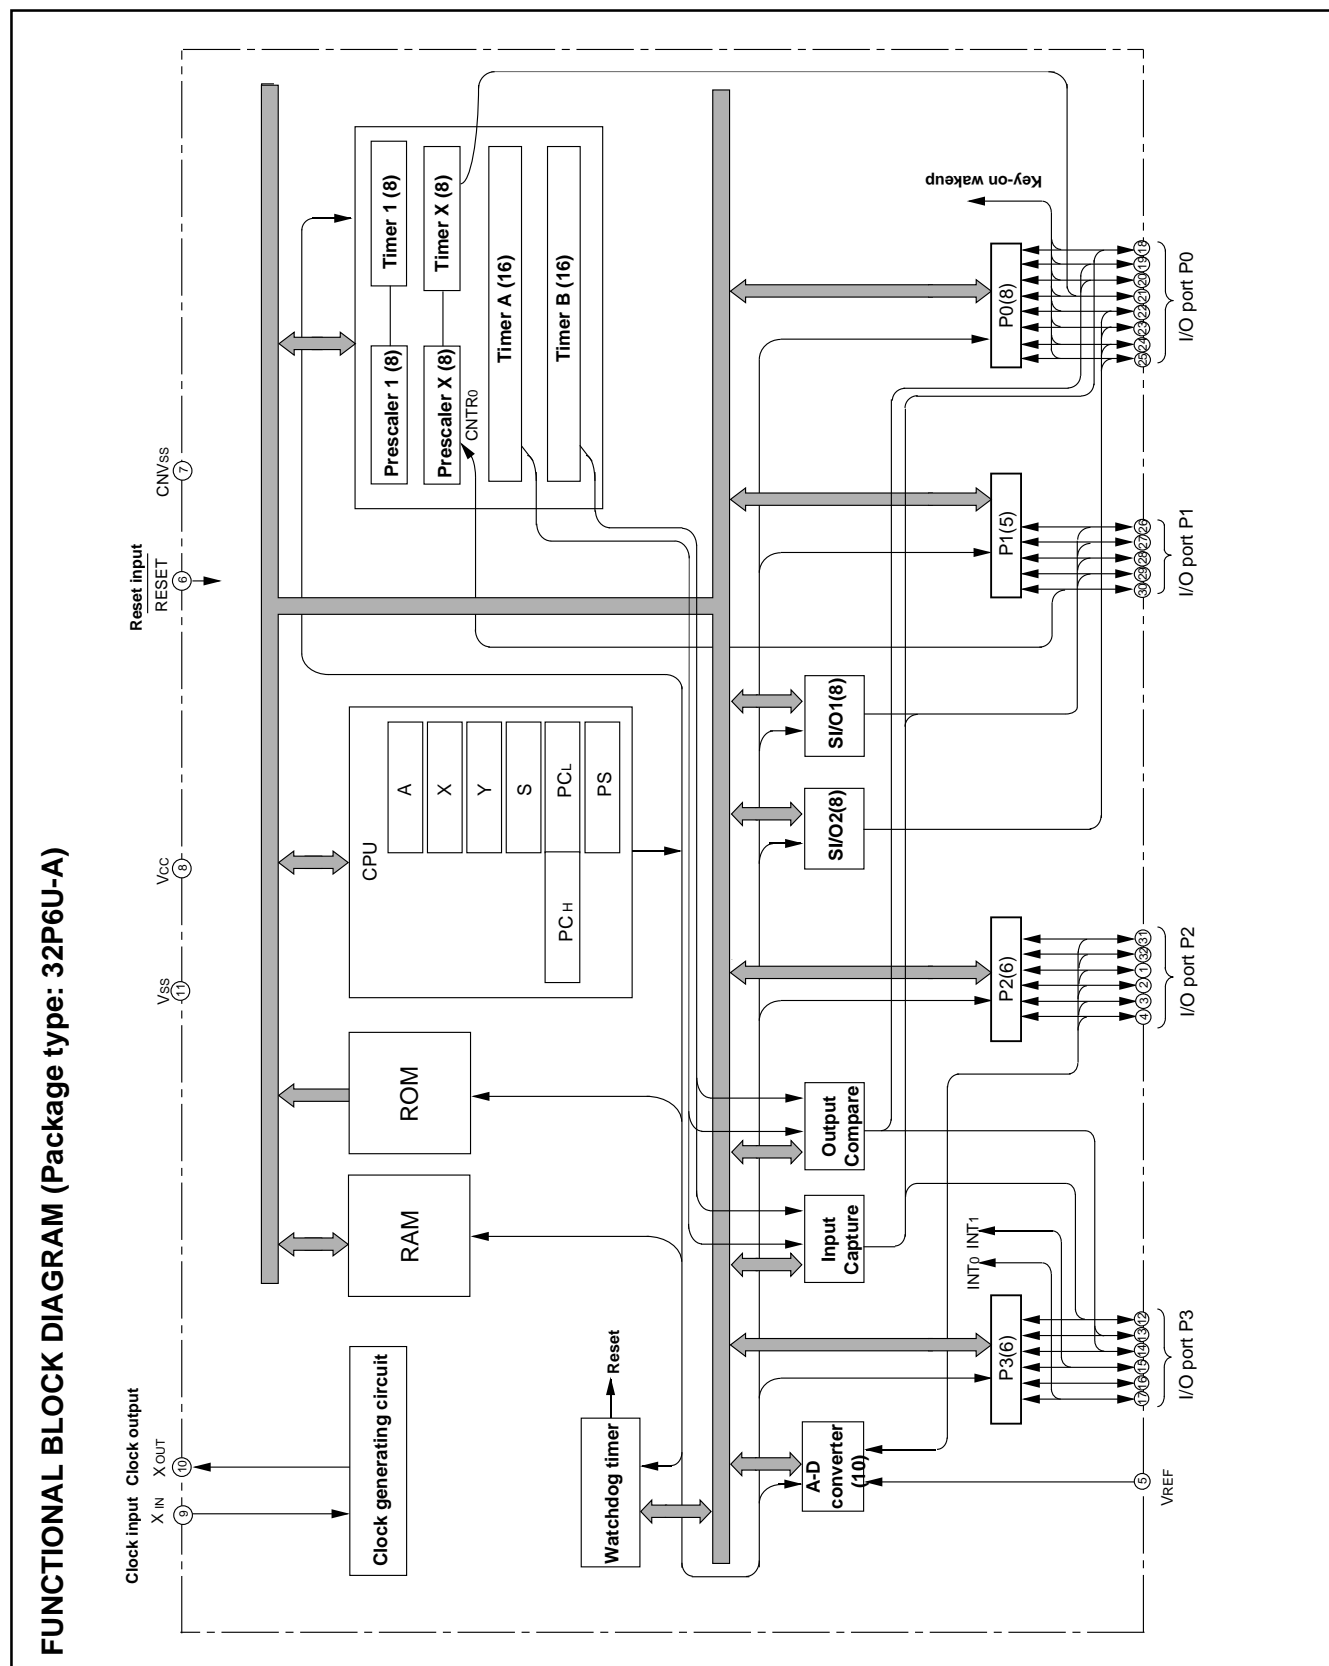 FUNCTIONAL BLOCK DIAGRAM (Package type: 32P6U-A)
Clock input
X IN
9
Clock output
X OUT
10
VSS
11
VCC
8
Reset input
RESET
6
CNVSS
7
Clock generating circuit
RAM
ROM
CPU
A
X
Y
S
PCH
PCL
PS
Prescaler 1 (8)
Timer 1 (8)
Prescaler X (8)
Timer X (8)
CNTR0
Timer A (16)
Timer B (16)
Watchdog timer
Reset
A-D
converter
(10)
Input
Capture
Output
Compare
SI/O2(8)
SI/O1(8)
INT0
INT1
Key-on wakeup
P3(6)
P2(6)
P1(5)
P0(8)
5
17
16
15
14
13
12
4
3
2
1
32
31
30
29
28
27
26
25
24
23
22
21
20
19
18
VREF
I/O port P3
I/O port P2
I/O port P1
I/O port P0